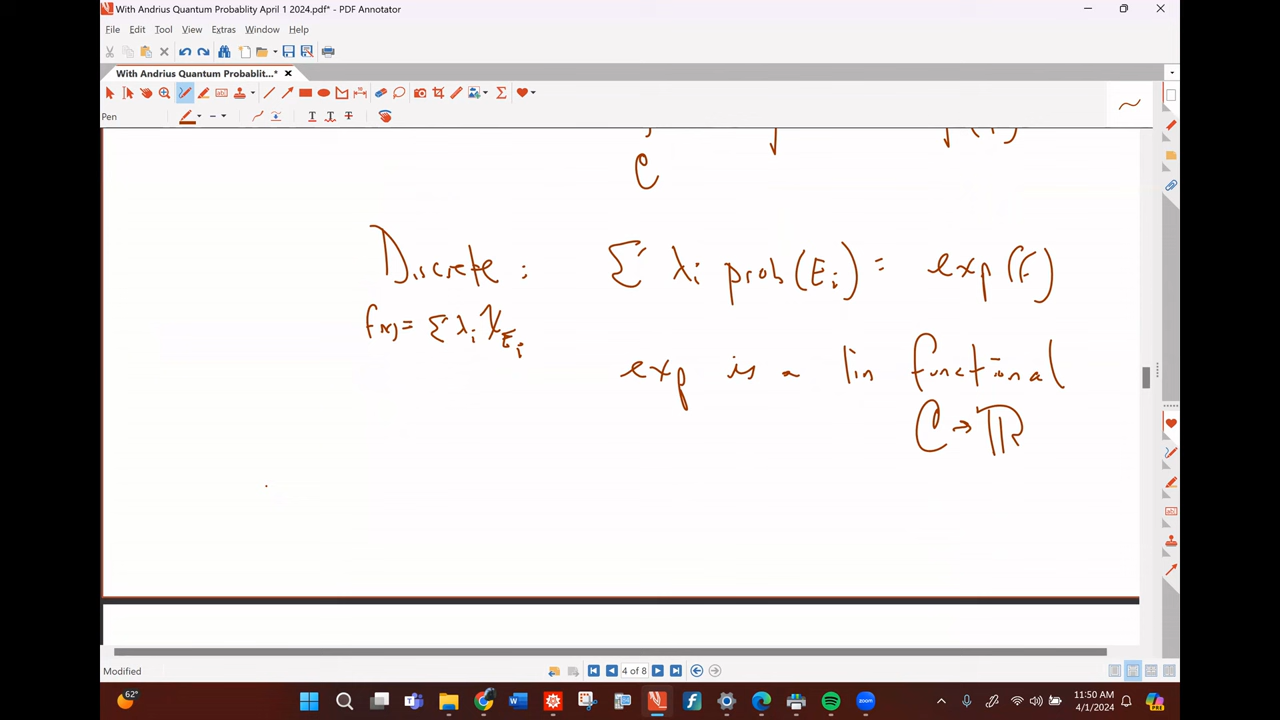 With Andrius Quantum Probablity April 1 2024.pdf* - PDF Annotator
File Edit Tool View Extras Window Help
With Andrius Quantum Probablit...*
Pen
C
Discrete : Σ λi prob(Ei) = exp(F)
f(x) = Σ λi χEi
exp is a lin functional
C → ℝ
Modified
4 of 8
62°
11:50 AM
4/1/2024